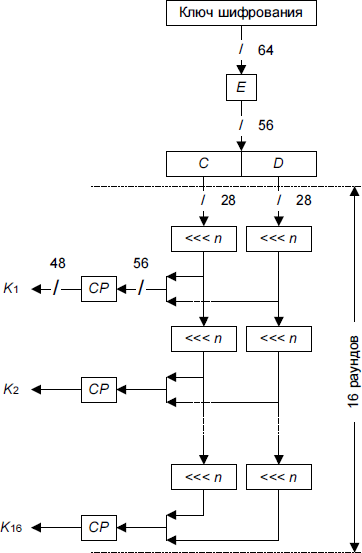 Ключ шифрования
/ 64
E
/ 56
C D
/ 28 / 28
<<< n <<< n
48 56
K1 / CP /
<<< n <<< n
K2 CP
<<< n <<< n
K16 CP
16 раундов